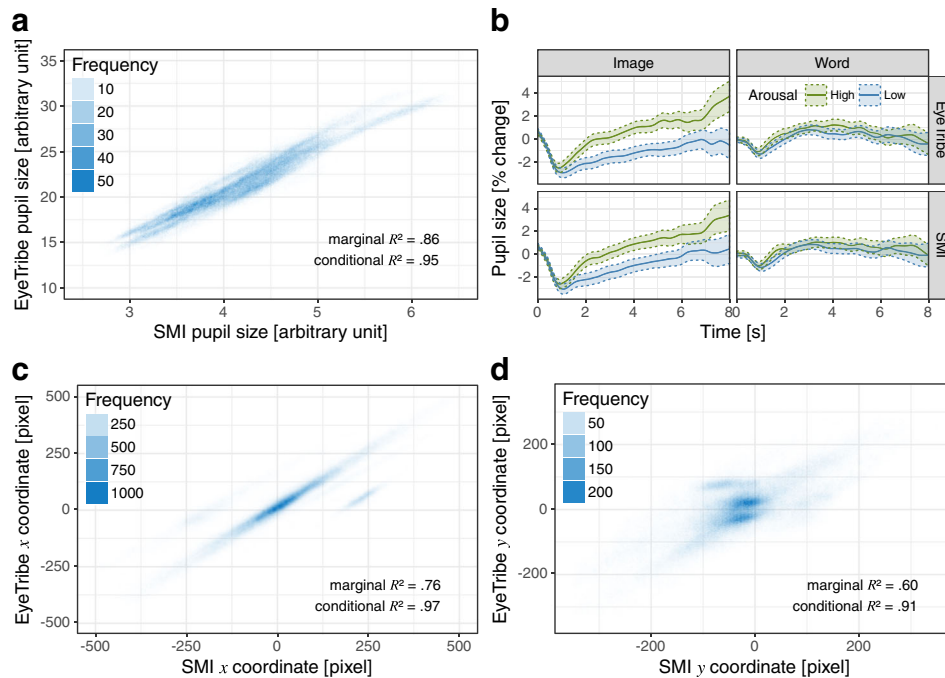 a
EyeTribe pupil size [arbitrary unit]
35
30
25
20
15
10
Frequency
10
20
30
40
50
marginal R² = .86
conditional R² = .95
3
4
5
6
SMI pupil size [arbitrary unit]
b
Image
Word
Pupil size [% change]
4
2
0
-2
4
2
0
-2
Arousal
High
Low
EyeTribe
SMI
0
2
4
6
8
2
4
6
8
Time [s]
c
EyeTribe x coordinate [pixel]
500
250
0
-250
-500
Frequency
250
500
750
1000
marginal R² = .76
conditional R² = .97
-500
-250
0
250
500
SMI x coordinate [pixel]
d
EyeTribe y coordinate [pixel]
200
0
-200
Frequency
50
100
150
200
marginal R² = .60
conditional R² = .91
-200
0
200
SMI y coordinate [pixel]